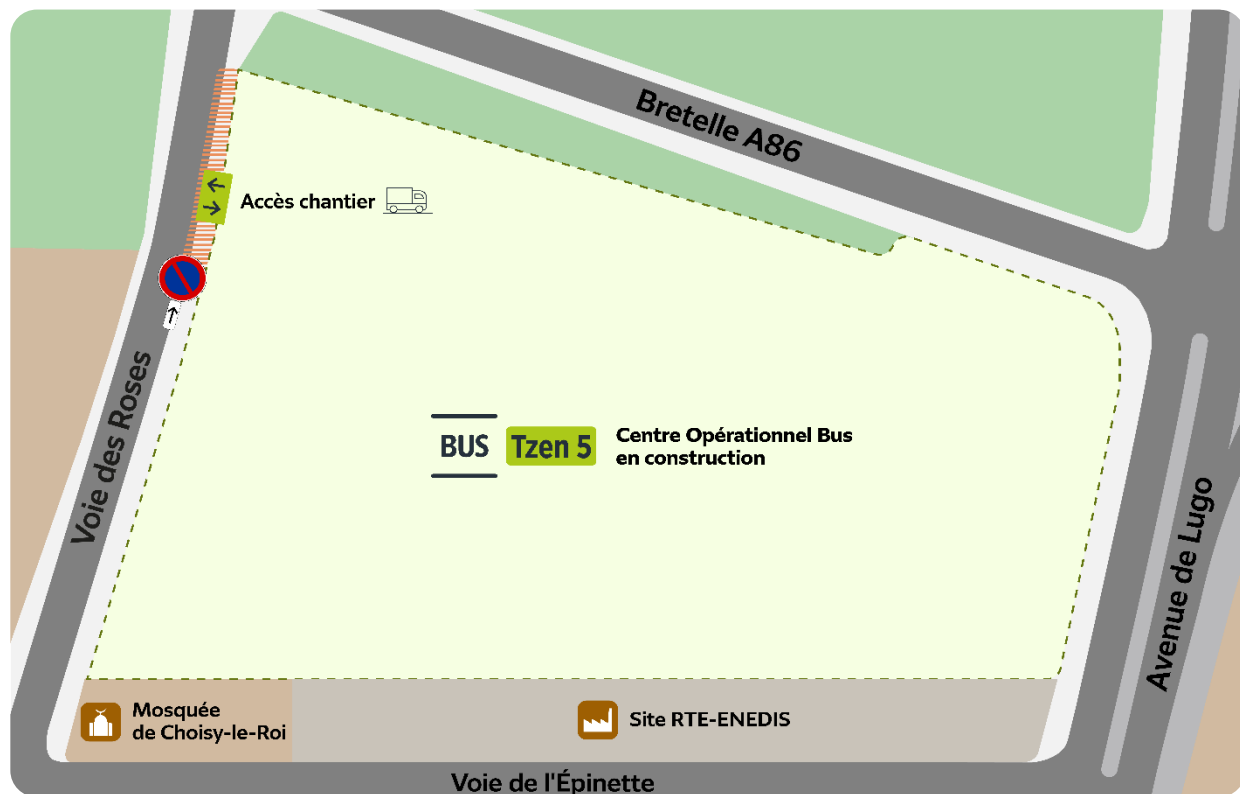 Bretelle A86
Accès chantier
Voie des Roses
BUS
Tzen 5
Centre Opérationnel Bus
en construction
Avenue de Lugo
Mosquée
de Choisy-le-Roi
Site RTE-ENEDIS
Voie de l'Épinette